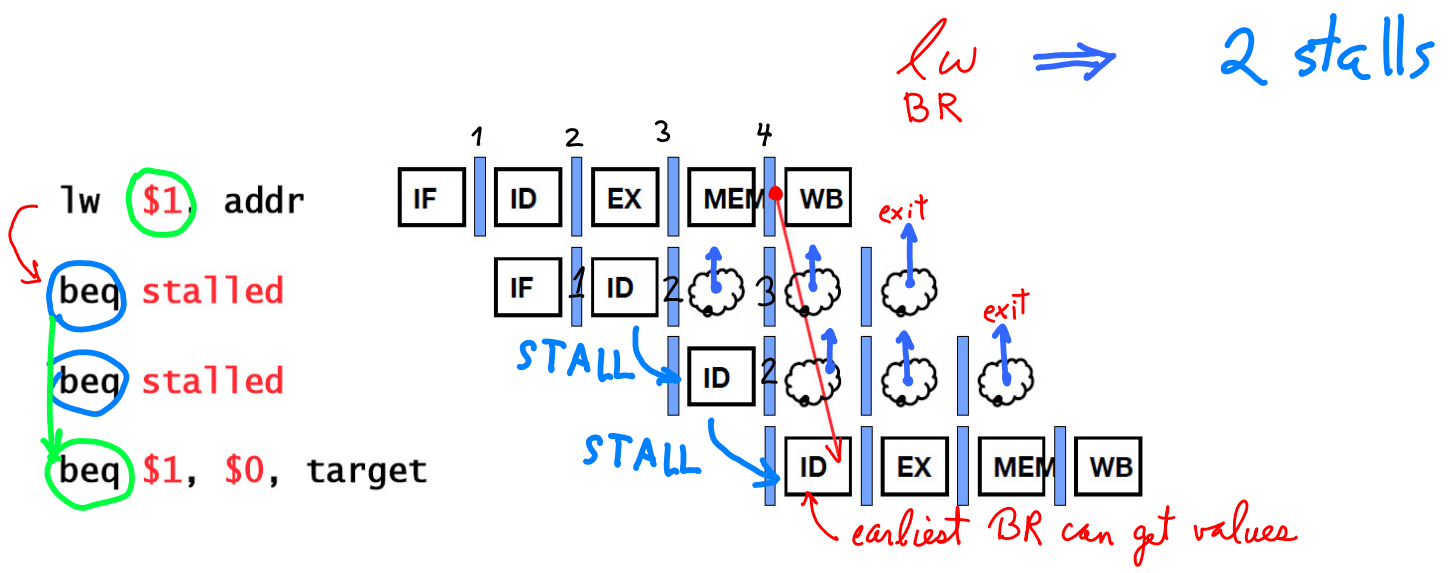 lw ⇒ 2 stalls
BR
1 2 3 4
lw $1, addr IF ID EX MEM WB
exit
beq stalled IF 1 ID 2 3
exit
STALL
beq stalled ID 2
STALL
beq $1, $0, target ID EX MEM WB
earliest BR can get values